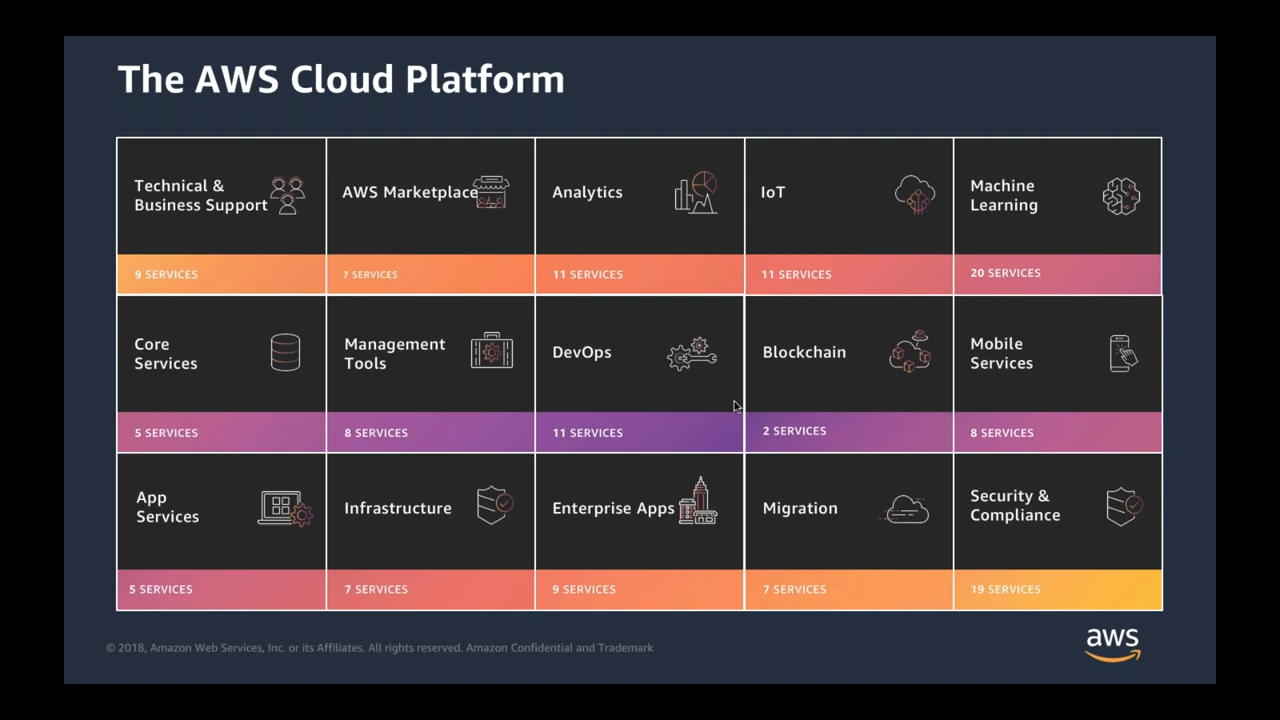 The AWS Cloud Platform
Technical &
Business Support
9 SERVICES
AWS Marketplace
7 SERVICES
Analytics
11 SERVICES
IoT
11 SERVICES
Machine
Learning
20 SERVICES
Core
Services
5 SERVICES
Management
Tools
8 SERVICES
DevOps
11 SERVICES
Blockchain
2 SERVICES
Mobile
Services
8 SERVICES
App
Services
5 SERVICES
Infrastructure
7 SERVICES
Enterprise Apps
9 SERVICES
Migration
7 SERVICES
Security &
Compliance
19 SERVICES
© 2018, Amazon Web Services, Inc. or its Affiliates. All rights reserved. Amazon Confidential and Trademark
aws